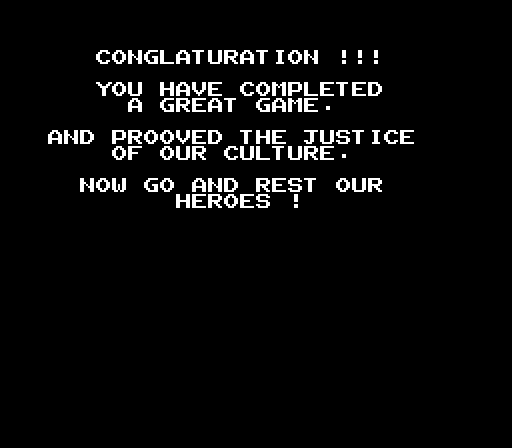 CONGLATURATION !!!
YOU HAVE COMPLETED
A GREAT GAME.
AND PROOVED THE JUSTICE
OF OUR CULTURE.
NOW GO AND REST OUR
HEROES !